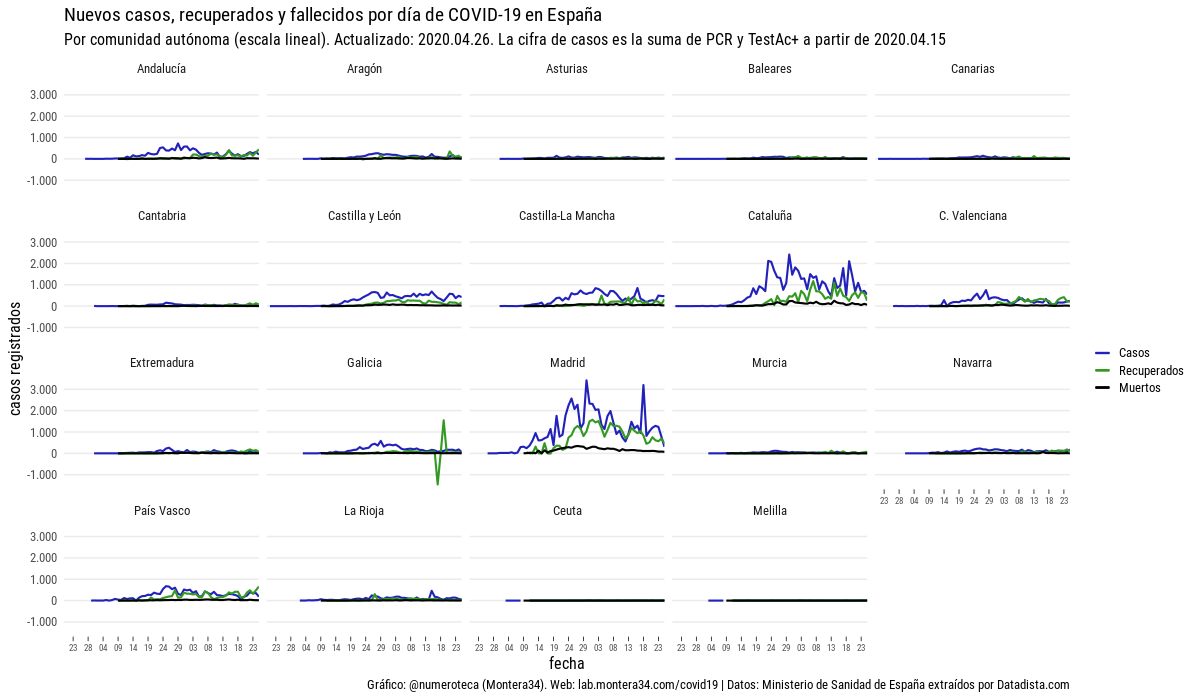 Nuevos casos, recuperados y fallecidos por día de COVID-19 en España
Por comunidad autónoma (escala lineal). Actualizado: 2020.04.26. La cifra de casos es la suma de PCR y TestAc+ a partir de 2020.04.15
Andalucía Aragón Asturias Baleares Canarias
3.000
2.000
1.000
0
-1.000
Cantabria Castilla y León Castilla-La Mancha Cataluña C. Valenciana
3.000
2.000
1.000
0
-1.000
casos registrados
Extremadura Galicia Madrid Murcia Navarra
3.000
2.000
1.000
0
-1.000
23 28 04 09 14 19 24 29 03 08 13 18 23
Casos
Recuperados
Muertos
País Vasco La Rioja Ceuta Melilla
3.000
2.000
1.000
0
-1.000
23 28 04 09 14 19 24 29 03 08 13 18 23 23 28 04 09 14 19 24 29 03 08 13 18 23 23 28 04 09 14 19 24 29 03 08 13 18 23 23 28 04 09 14 19 24 29 03 08 13 18 23
fecha
Gráfico: @numeroteca (Montera34). Web: lab.montera34.com/covid19 | Datos: Ministerio de Sanidad de España extraídos por Datadista.com